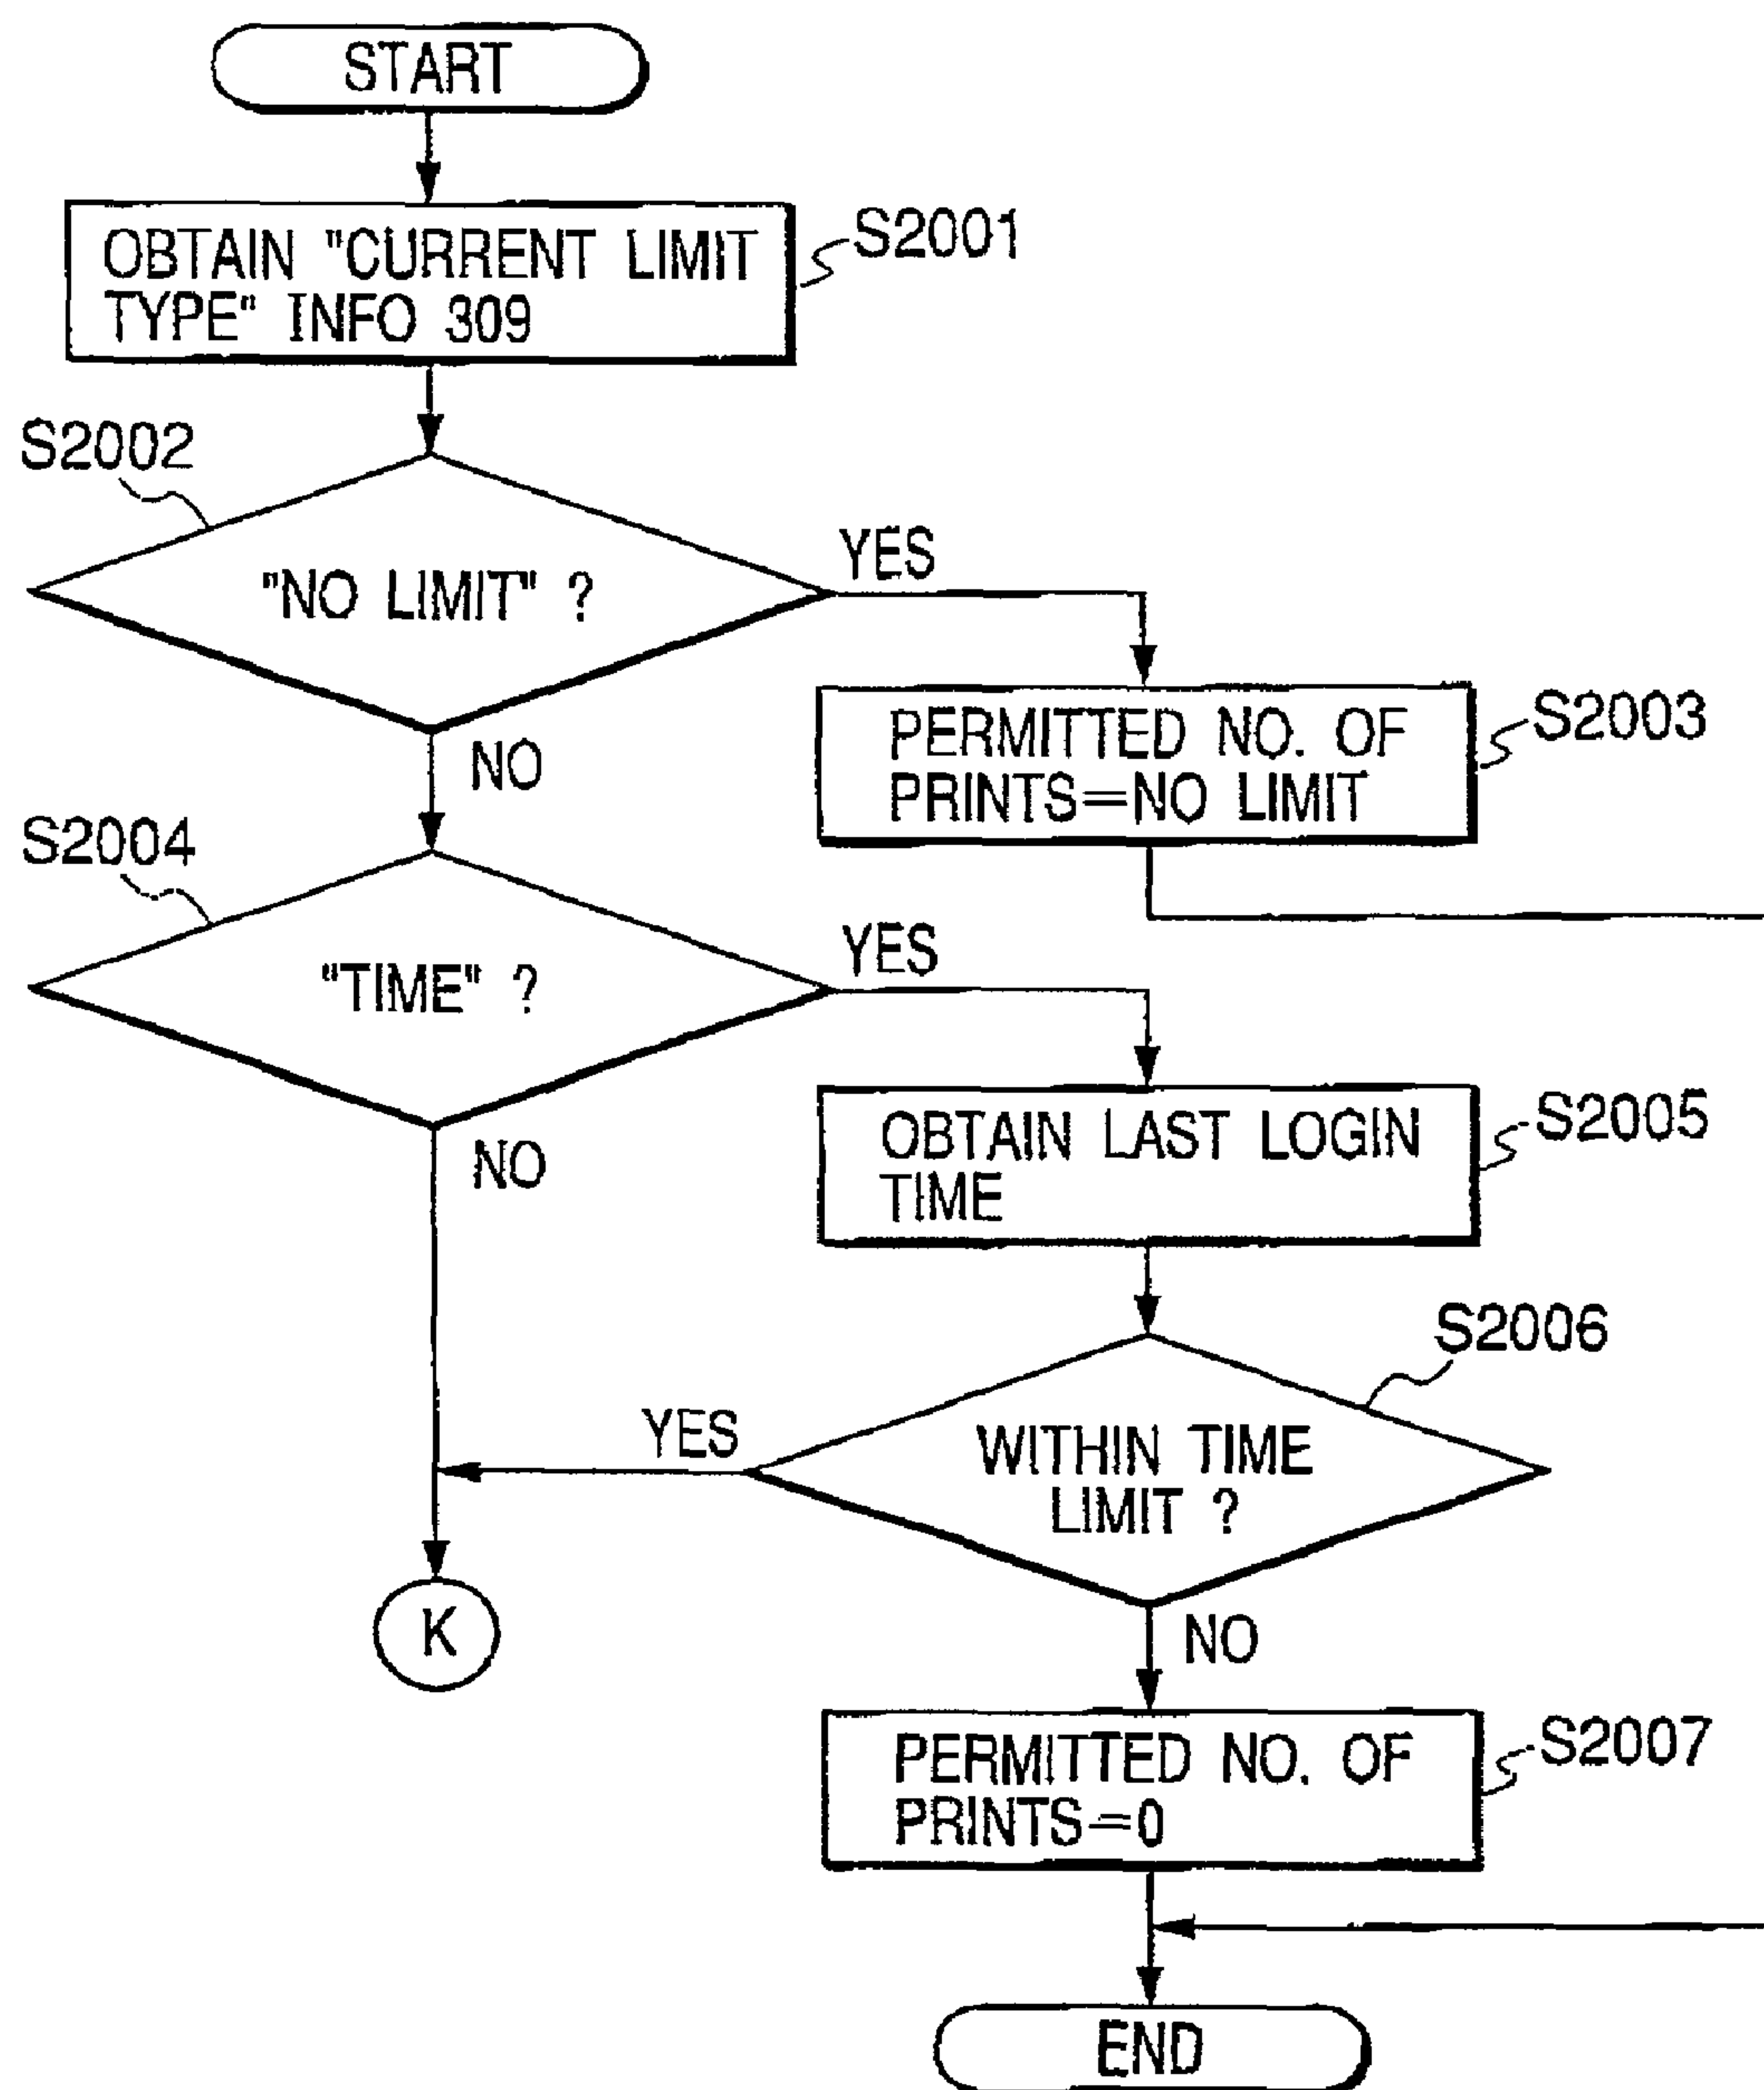 START
OBTAIN "CURRENT LIMIT
TYPE" INFO 309
S2001
S2002
"NO LIMIT" ?
YES
NO
PERMITTED NO. OF
PRINTS=NO LIMIT
S2003
S2004
"TIME" ?
YES
NO
OBTAIN LAST LOGIN
TIME
S2005
S2006
WITHIN TIME
LIMIT ?
YES
NO
K
PERMITTED NO. OF
PRINTS=0
S2007
END